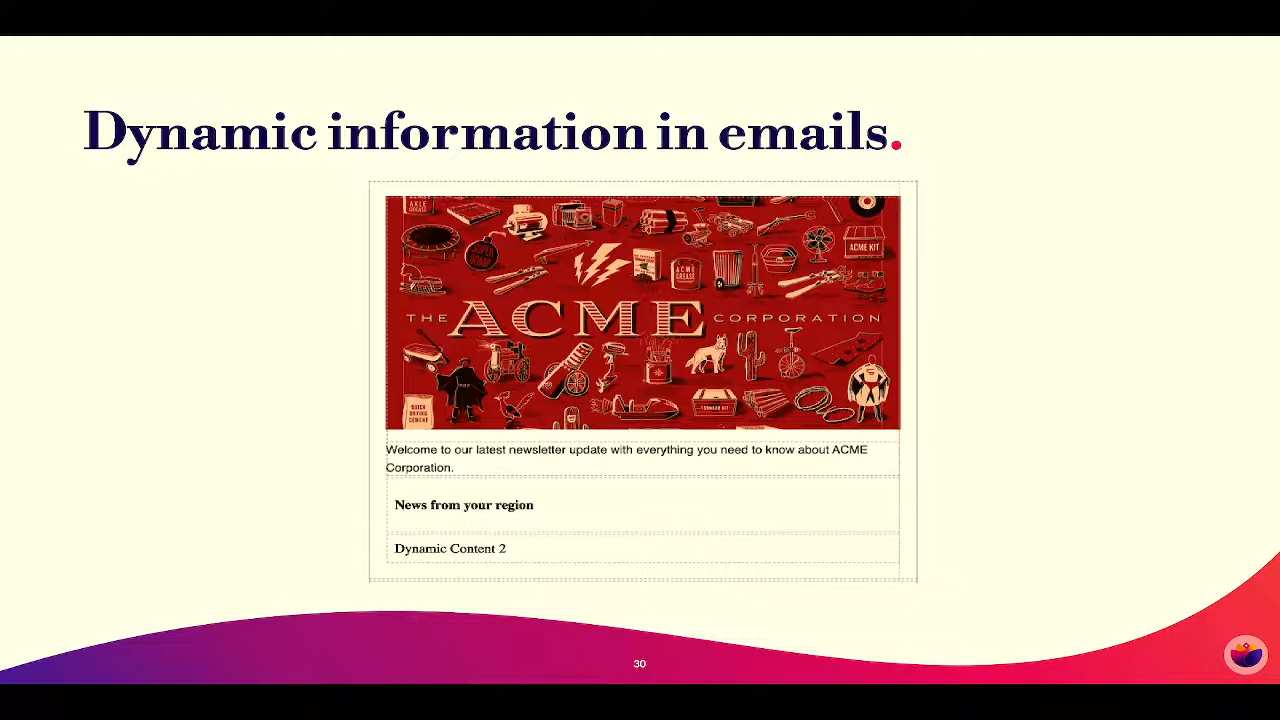 Dynamic information in emails.
AXLE
GREASE
ACME KIT
ACME
GREASE
THE ACME CORPORATION
QUICK
DRYING
CEMENT
TORNADO KIT
Welcome to our latest newsletter update with everything you need to know about ACME
Corporation.
News from your region
Dynamic Content 2
30